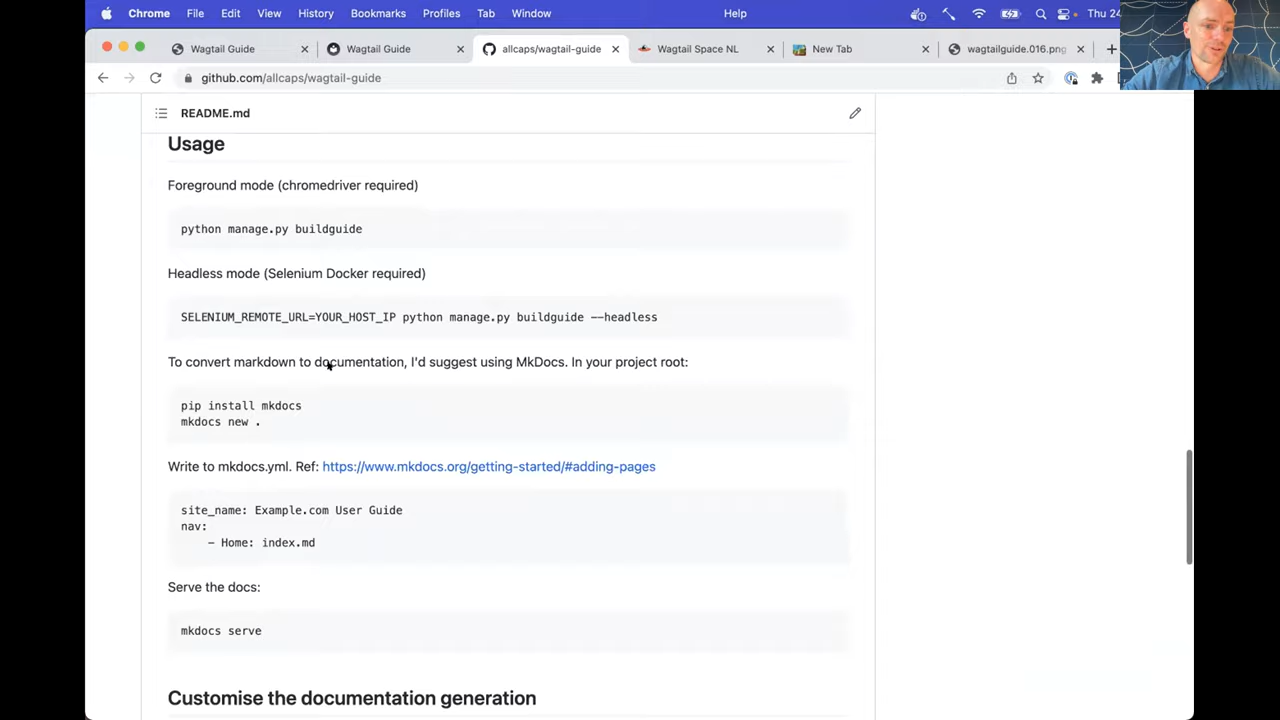 Chrome File Edit View History Bookmarks Profiles Tab Window Help Thu 24
Wagtail Guide Wagtail Guide allcaps/wagtail-guide Wagtail Space NL New Tab wagtailguide.016.png
github.com/allcaps/wagtail-guide
README.md
Usage
Foreground mode (chromedriver required)
python manage.py buildguide
Headless mode (Selenium Docker required)
SELENIUM_REMOTE_URL=YOUR_HOST_IP python manage.py buildguide --headless
To convert markdown to documentation, I'd suggest using MkDocs. In your project root:
pip install mkdocs
mkdocs new .
Write to mkdocs.yml. Ref: https://www.mkdocs.org/getting-started/#adding-pages
site_name: Example.com User Guide
nav:
- Home: index.md
Serve the docs:
mkdocs serve
Customise the documentation generation